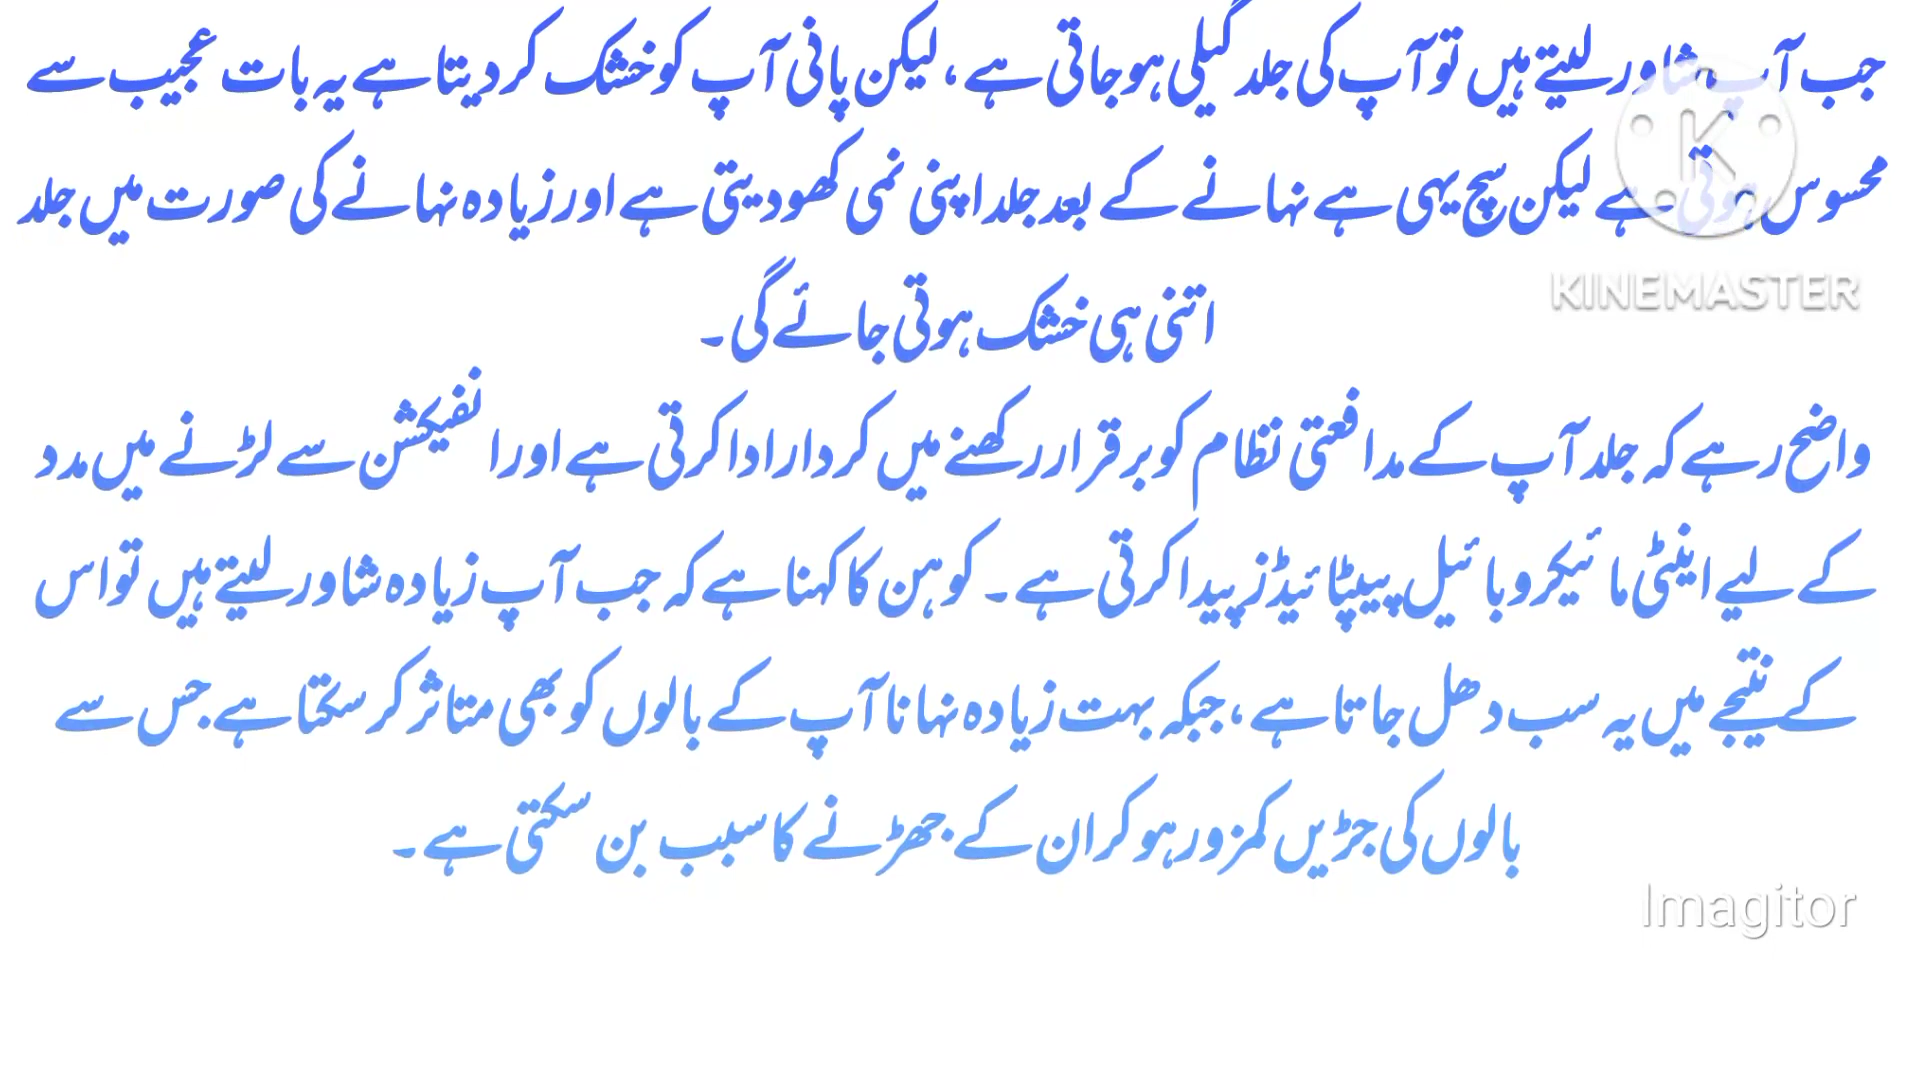 جب آپ شاور لیتے ہیں تو آپ کی جلد گیلی ہوجاتی ہے ، لیکن پانی آپ کو خشک کردیتا ہے یہ بات عجیب سے
محسوس ہوتی ہے لیکن سچ یہی ہے نہانے کے بعد جلد اپنی نمی کھو دیتی ہے اور زیادہ نہانے کی صورت میں جلد
اتنی ہی خشک ہوتی جائے گی۔
واضح رہے کہ جلد آپ کے مدافعتی نظام کو برقرار رکھنے میں کردار ادا کرتی ہے اور انفیکشن سے لڑنے میں مدد
کے لیے اینٹی مائیکروبائیل پیپٹائیڈز پیدا کرتی ہے۔ کوہن کا کہنا ہے کہ جب آپ زیادہ شاور لیتے ہیں تو اس
کے نتیجے میں یہ سب دھل جاتا ہے ، جبکہ بہت زیادہ نہانا آپ کے بالوں کو بھی متاثر کر سکتا ہے جس سے
بالوں کی جڑیں کمزور ہوکر ان کے جھڑنے کا سبب بن سکتی ہے۔
KINEMASTER
Imagitor